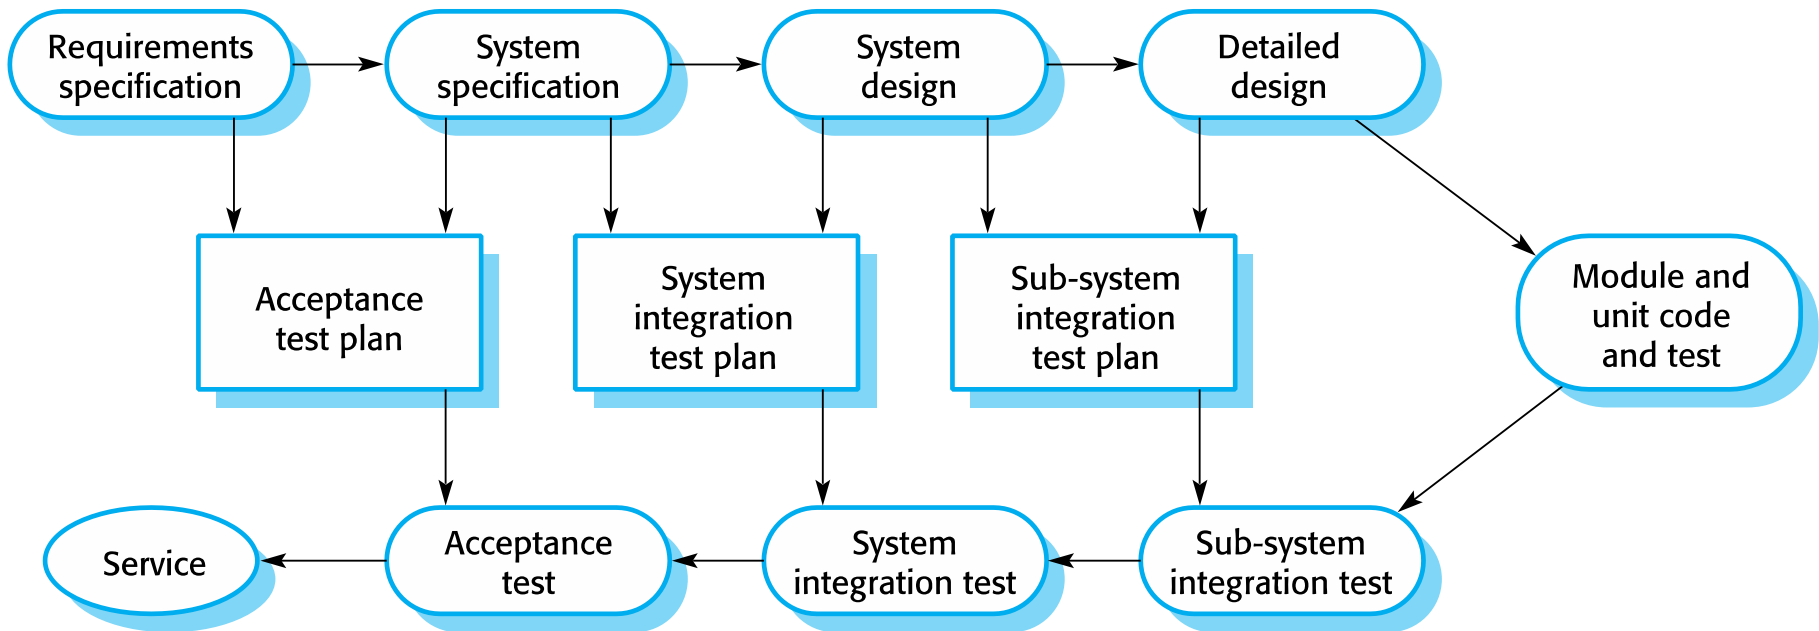 Requirements
specification
System
specification
System
design
Detailed
design
Acceptance
test plan
System
integration
test plan
Sub-system
integration
test plan
Module and
unit code
and test
Service
Acceptance
test
System
integration test
Sub-system
integration test